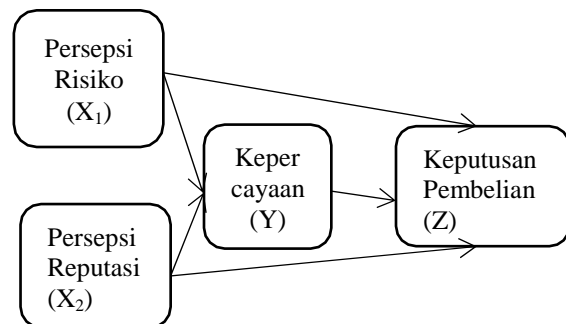 Persepsi
Risiko
(X₁)
Keper
cayaan
(Y)
Keputusan
Pembelian
(Z)
Persepsi
Reputasi
(X₂)